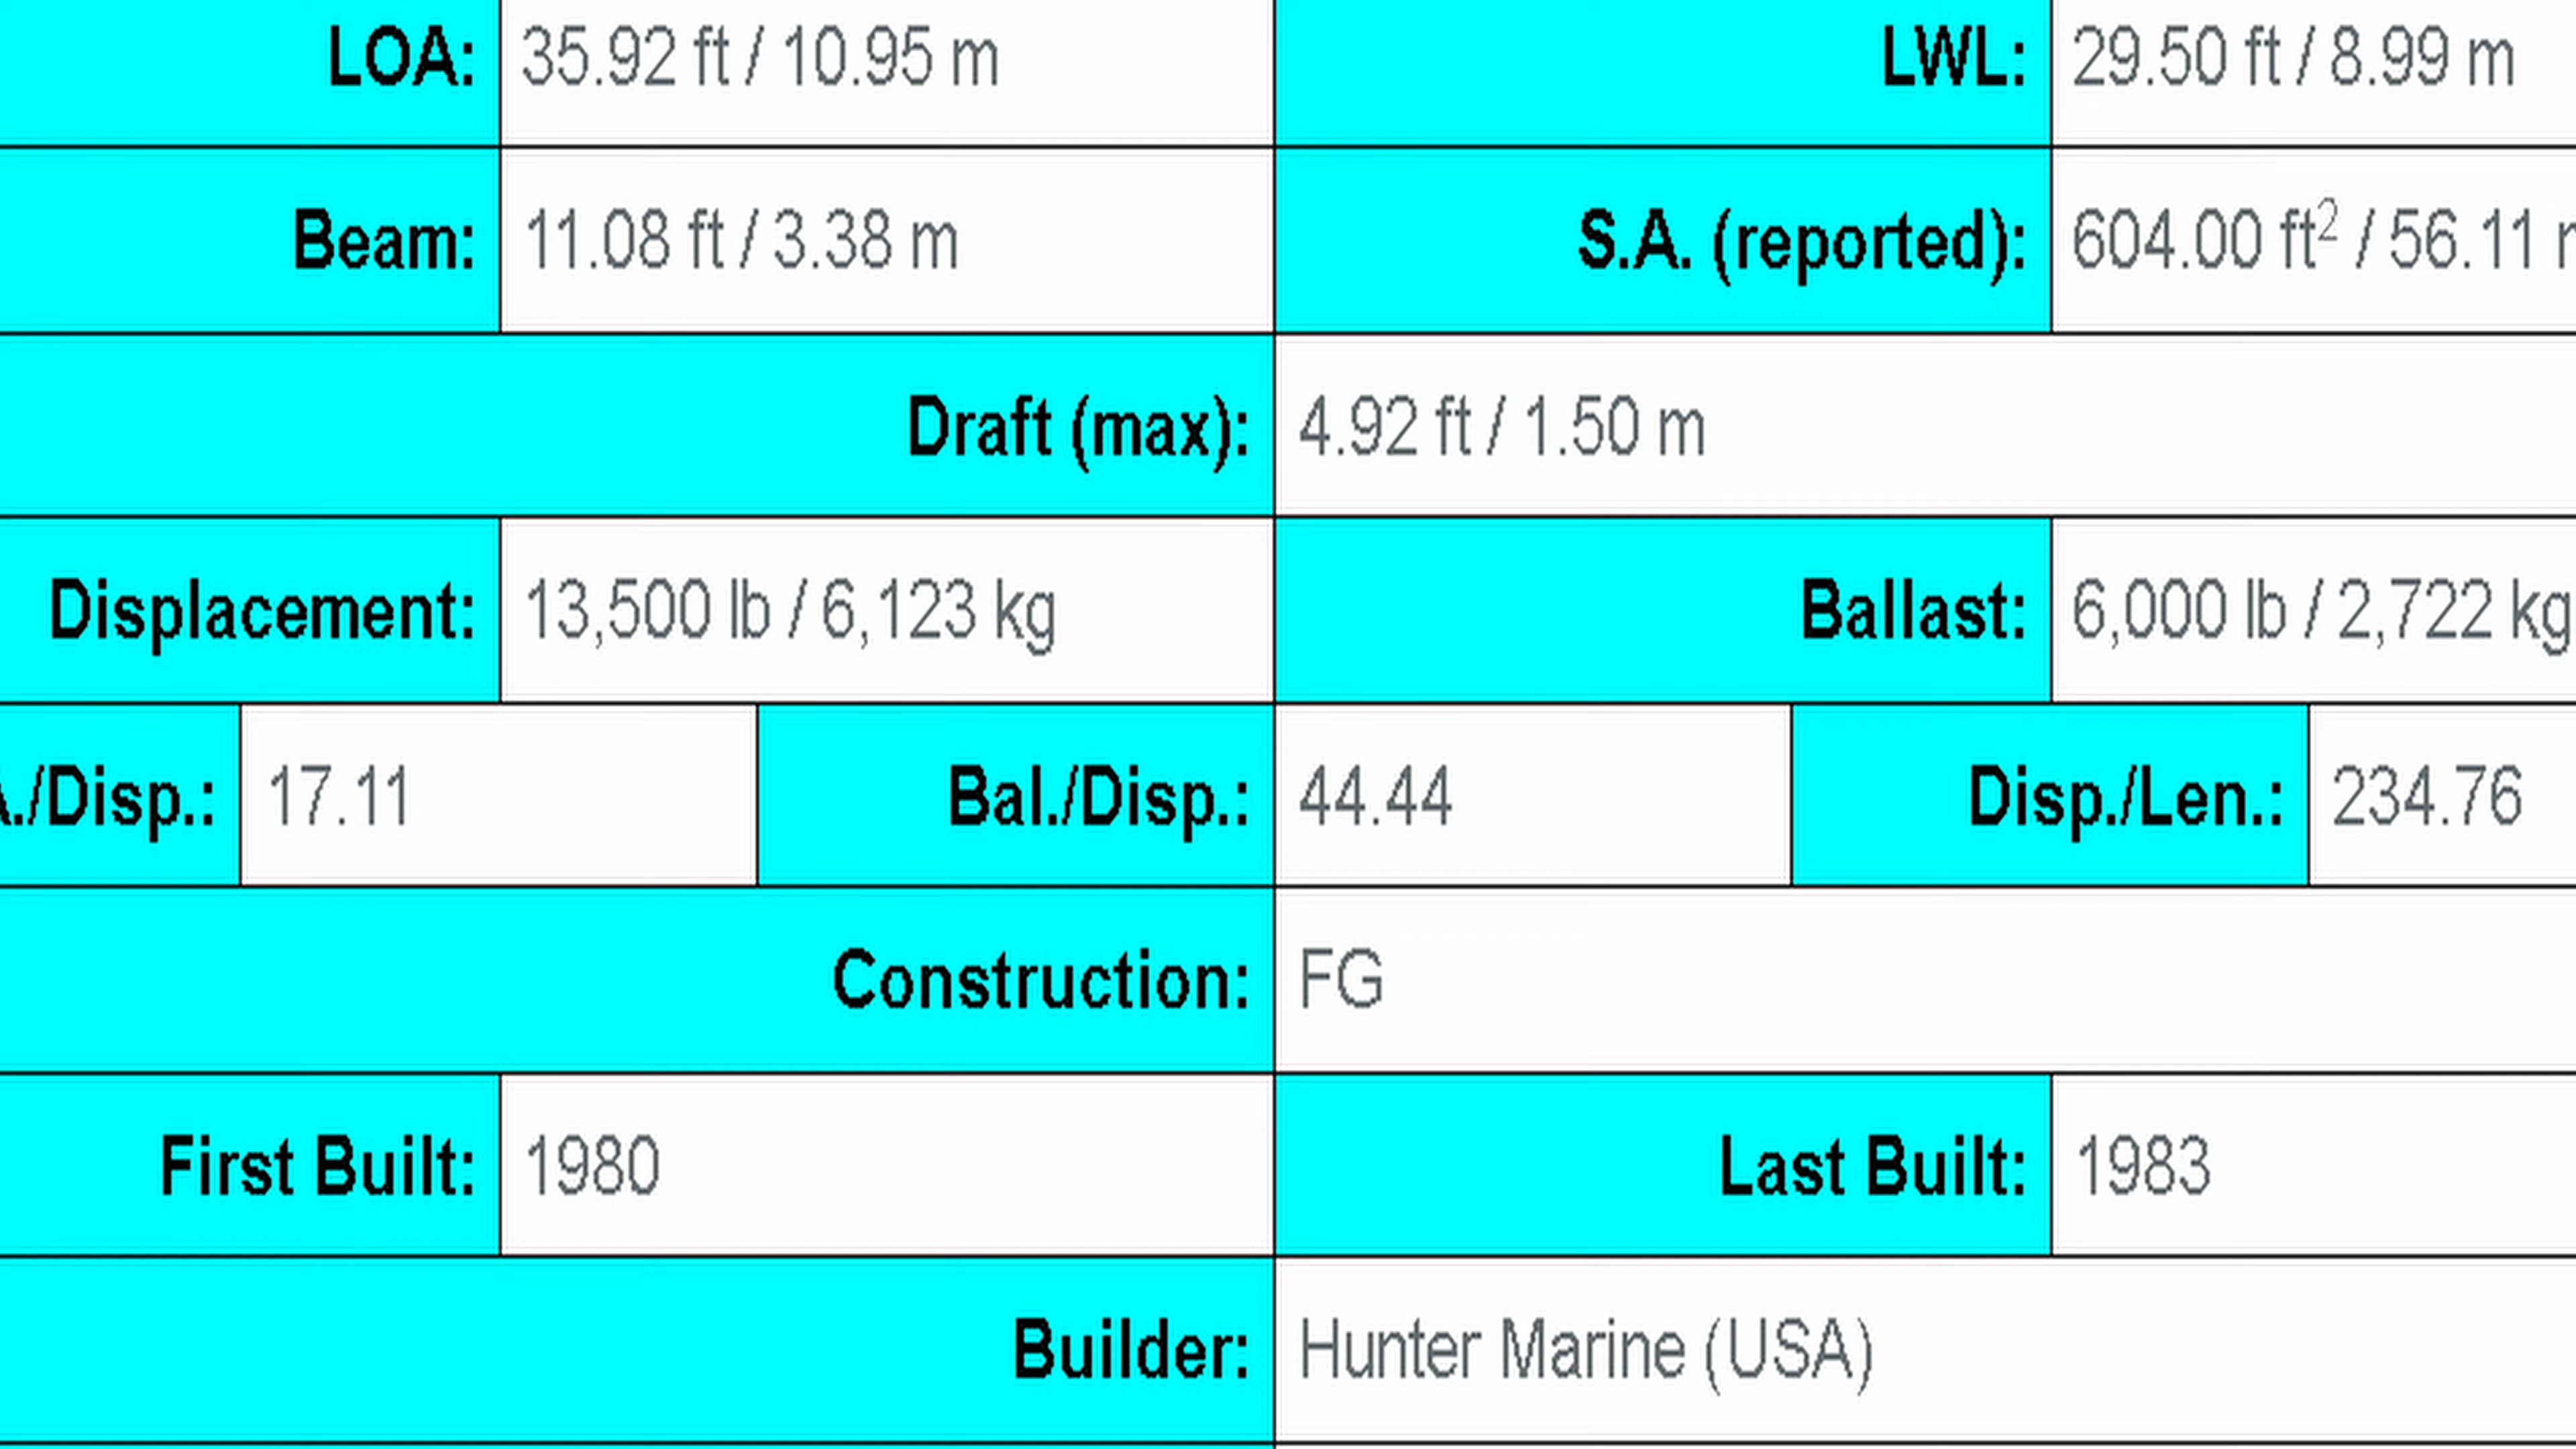 LOA: 35.92 ft / 10.95 m LWL: 29.50 ft / 8.99 m
Beam: 11.08 ft / 3.38 m S.A. (reported): 604.00 ft² / 56.11
Draft (max): 4.92 ft / 1.50 m
Displacement: 13,500 lb / 6,123 kg Ballast: 6,000 lb / 2,722 kg
./Disp.: 17.11 Bal./Disp.: 44.44 Disp./Len.: 234.76
Construction: FG
First Built: 1980 Last Built: 1983
Builder: Hunter Marine (USA)